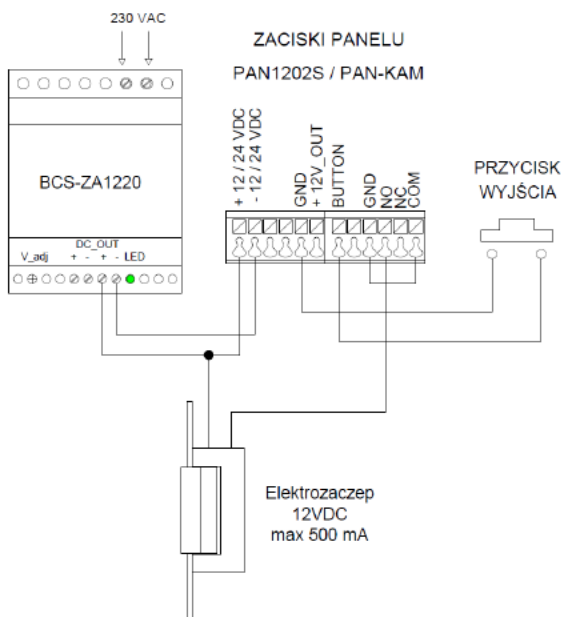 230 VAC
ZACISKI PANELU
PAN1202S / PAN-KAM
BCS-ZA1220
DC_OUT
V_adj + - + - LED
+ 12 / 24 VDC
- 12 / 24 VDC
GND
+ 12V_OUT
BUTTON
GND
NO
NC
COM
PRZYCISK
WYJŚCIA
Elektrozaczep
12VDC
max 500 mA